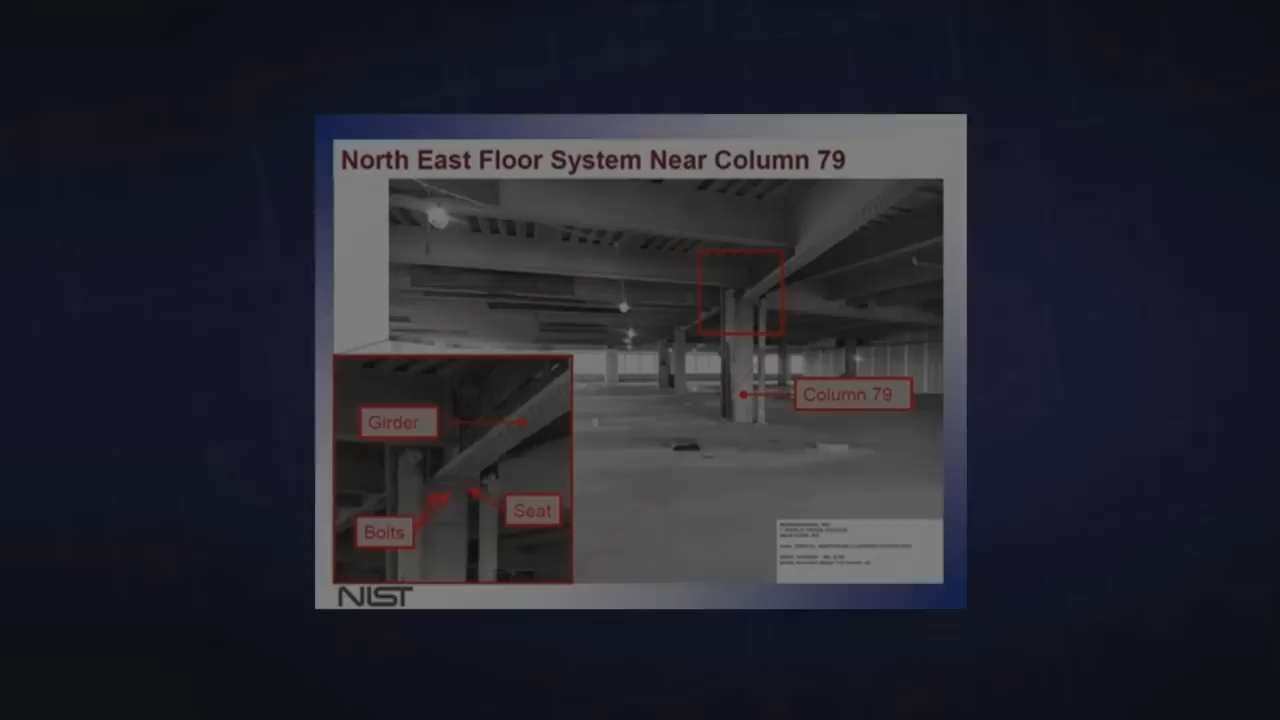 North East Floor System Near Column 79
Column 79
Girder
Seat
Bolts
NIST